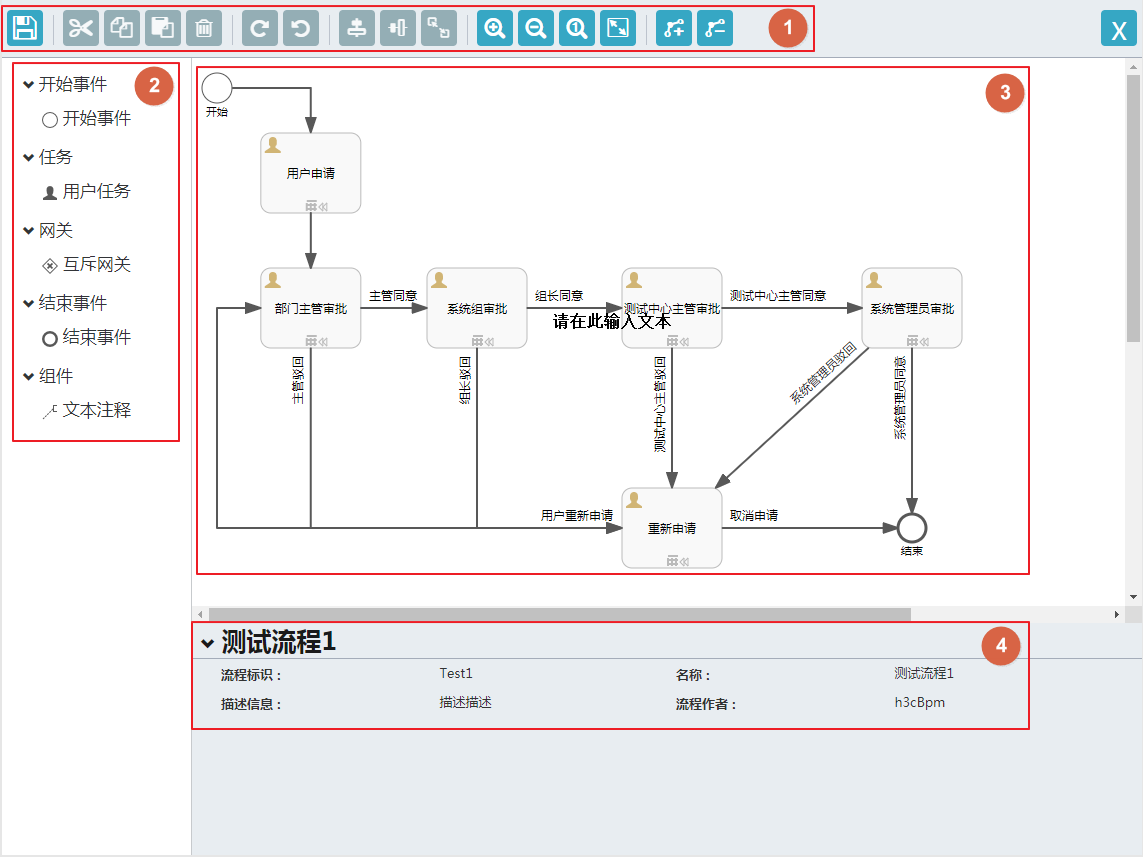 1
X
2
开始事件
开始事件
任务
用户任务
网关
互斥网关
结束事件
结束事件
组件
文本注释
3
开始
用户申请
部门主管审批
主管同意
系统组审批
组长同意
测试中心主管审批
请在此输入文本
测试中心主管同意
系统管理员审批
主管驳回
组长驳回
测试中心主管驳回
系统管理员驳回
系统管理员同意
用户重新申请
重新申请
取消申请
结束
测试流程1
4
流程标识： Test1 名称： 测试流程1
描述信息： 描述描述 流程作者： h3cBpm